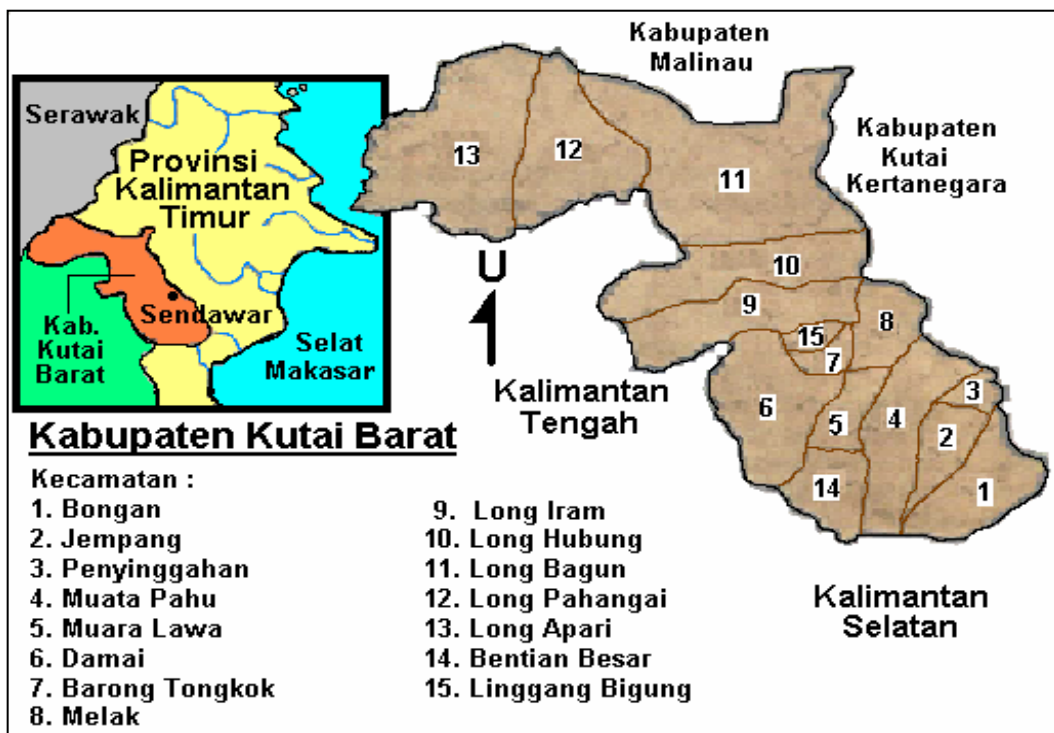 Kabupaten
Malinau
Serawak
Provinsi
Kalimantan
Timur
Kabupaten
Kutai
Kertanegara
13
12
11
10
9
8
15
7
6
5
4
3
2
1
14
U
Sendawar
Kab.
Kutai
Barat
Selat
Makasar
Kalimantan
Tengah
Kalimantan
Selatan
Kabupaten Kutai Barat
Kecamatan :
1. Bongan
2. Jempang
3. Penyinggahan
4. Muata Pahu
5. Muara Lawa
6. Damai
7. Barong Tongkok
8. Melak
9. Long Iram
10. Long Hubung
11. Long Bagun
12. Long Pahangai
13. Long Apari
14. Bentian Besar
15. Linggang Bigung